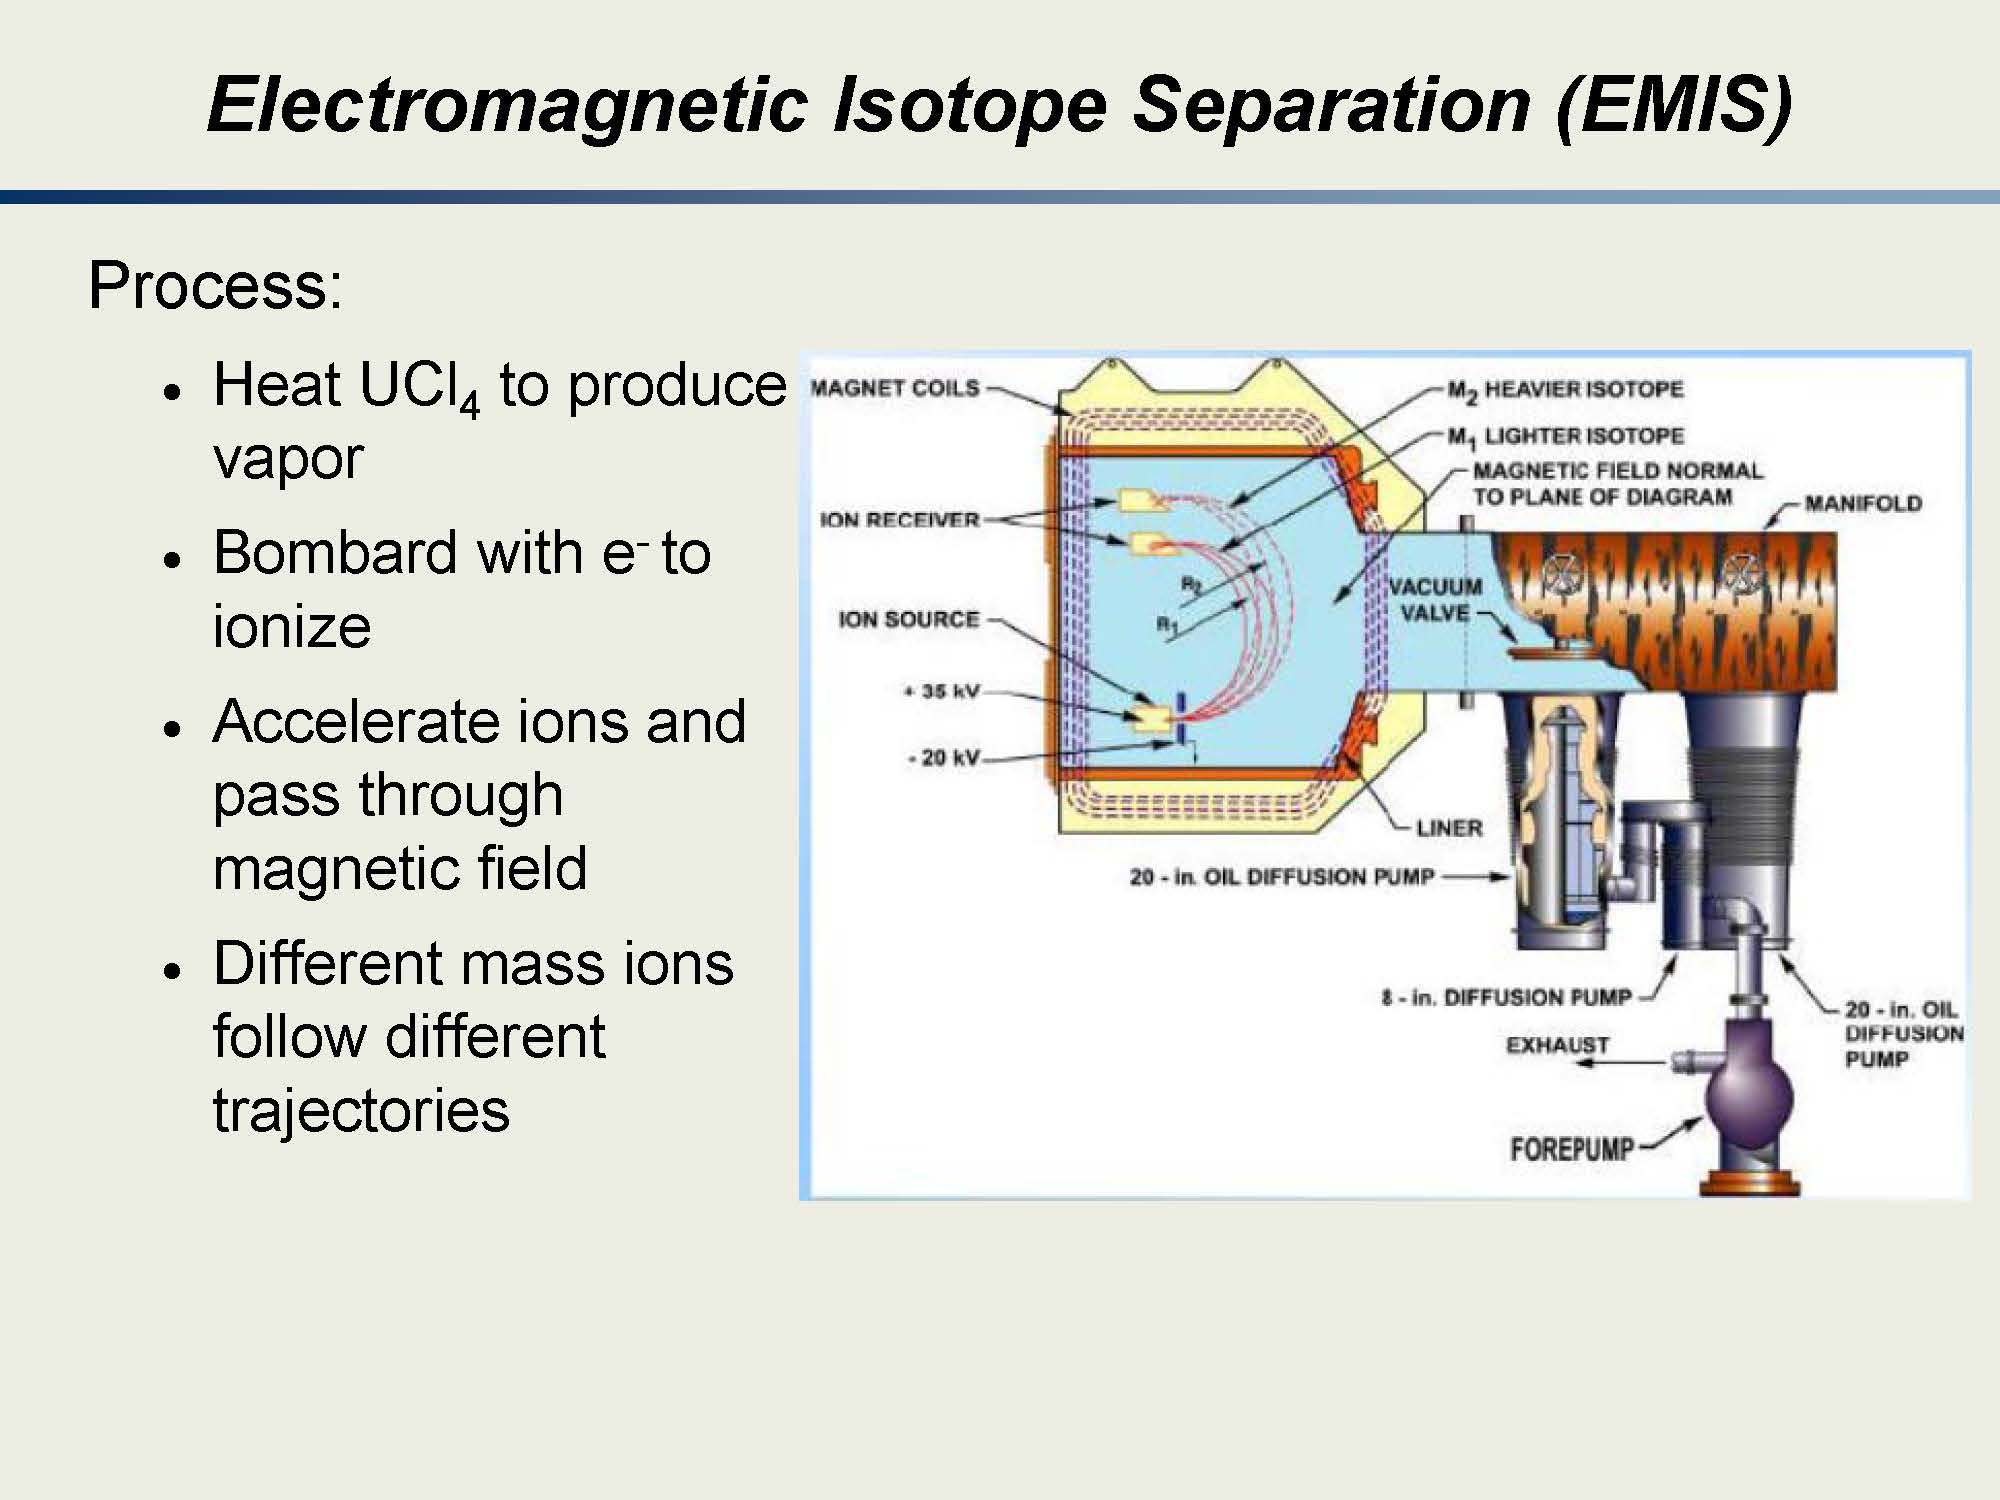 Electromagnetic Isotope Separation (EMIS)
Process:
• Heat UCl₄ to produce
vapor
• Bombard with e⁻ to
ionize
• Accelerate ions and
pass through
magnetic field
• Different mass ions
follow different
trajectories
MAGNET COILS
M₂ HEAVIER ISOTOPE
M₁ LIGHTER ISOTOPE
MAGNETIC FIELD NORMAL
TO PLANE OF DIAGRAM
MANIFOLD
ION RECEIVER
R₂
R₁
VACUUM
VALVE
ION SOURCE
+ 35 kV
- 20 kV
LINER
20 - in. OIL DIFFUSION PUMP
8 - in. DIFFUSION PUMP
20 - in. OIL
DIFFUSION
PUMP
EXHAUST
FOREPUMP